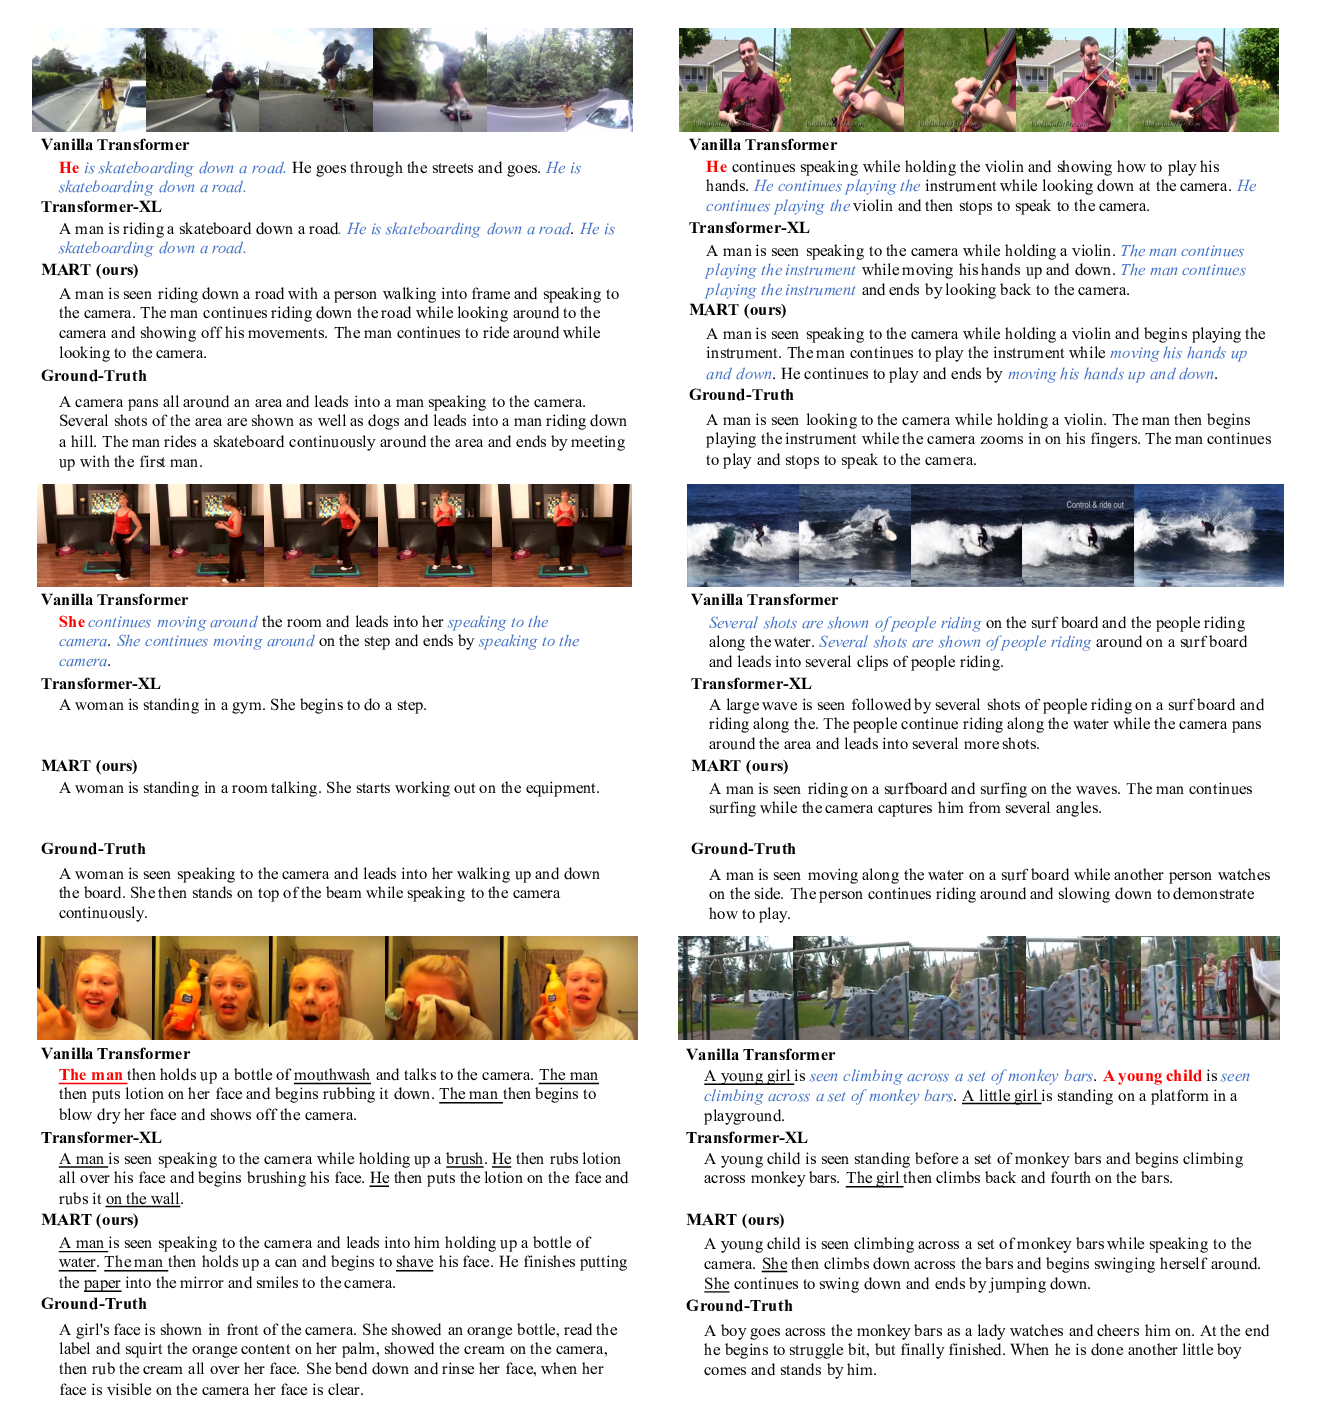 Vanilla Transformer
He is skateboarding down a road. He goes through the streets and goes. He is
skateboarding down a road.
Transformer-XL
A man is riding a skateboard down a road. He is skateboarding down a road. He is
skateboarding down a road.
MART (ours)
A man is seen riding down a road with a person walking into frame and speaking to
the camera. The man continues riding down the road while looking around to the
camera and showing off his movements. The man continues to ride around while
looking to the camera.
Ground-Truth
A camera pans all around an area and leads into a man speaking to the camera.
Several shots of the area are shown as well as dogs and leads into a man riding down
a hill. The man rides a skateboard continuously around the area and ends by meeting
up with the first man.
Vanilla Transformer
He continues speaking while holding the violin and showing how to play his
hands. He continues playing the instrument while looking down at the camera. He
continues playing the violin and then stops to speak to the camera.
Transformer-XL
A man is seen speaking to the camera while holding a violin. The man continues
playing the instrument while moving his hands up and down. The man continues
playing the instrument and ends by looking back to the camera.
MART (ours)
A man is seen speaking to the camera while holding a violin and begins playing the
instrument. The man continues to play the instrument while moving his hands up
and down. He continues to play and ends by moving his hands up and down.
Ground-Truth
A man is seen looking to the camera while holding a violin. The man then begins
playing the instrument while the camera zooms in on his fingers. The man continues
to play and stops to speak to the camera.
Vanilla Transformer
She continues moving around the room and leads into her speaking to the
camera. She continues moving around on the step and ends by speaking to the
camera.
Transformer-XL
A woman is standing in a gym. She begins to do a step.
MART (ours)
A woman is standing in a room talking. She starts working out on the equipment.
Ground-Truth
A woman is seen speaking to the camera and leads into her walking up and down
the board. She then stands on top of the beam while speaking to the camera
continuously.
Control & ride out
Vanilla Transformer
Several shots are shown of people riding on the surf board and the people riding
along the water. Several shots are shown of people riding around on a surf board
and leads into several clips of people riding.
Transformer-XL
A large wave is seen followed by several shots of people riding on a surf board and
riding along the. The people continue riding along the water while the camera pans
around the area and leads into several more shots.
MART (ours)
A man is seen riding on a surfboard and surfing on the waves. The man continues
surfing while the camera captures him from several angles.
Ground-Truth
A man is seen moving along the water on a surf board while another person watches
on the side. The person continues riding around and slowing down to demonstrate
how to play.
Vanilla Transformer
The man then holds up a bottle of mouthwash and talks to the camera. The man
then puts lotion on her face and begins rubbing it down. The man then begins to
blow dry her face and shows off the camera.
Transformer-XL
A man is seen speaking to the camera while holding up a brush. He then rubs lotion
all over his face and begins brushing his face. He then puts the lotion on the face and
rubs it on the wall.
MART (ours)
A man is seen speaking to the camera and leads into him holding up a bottle of
water. The man then holds up a can and begins to shave his face. He finishes putting
the paper into the mirror and smiles to the camera.
Ground-Truth
A girl's face is shown in front of the camera. She showed an orange bottle, read the
label and squirt the orange content on her palm, showed the cream on the camera,
then rub the cream all over her face. She bend down and rinse her face, when her
face is visible on the camera her face is clear.
Vanilla Transformer
A young girl is seen climbing across a set of monkey bars. A young child is seen
climbing across a set of monkey bars. A little girl is standing on a platform in a
playground.
Transformer-XL
A young child is seen standing before a set of monkey bars and begins climbing
across monkey bars. The girl then climbs back and fourth on the bars.
MART (ours)
A young child is seen climbing across a set of monkey bars while speaking to the
camera. She then climbs down across the bars and begins swinging herself around.
She continues to swing down and ends by jumping down.
Ground-Truth
A boy goes across the monkey bars as a lady watches and cheers him on. At the end
he begins to struggle bit, but finally finished. When he is done another little boy
comes and stands by him.